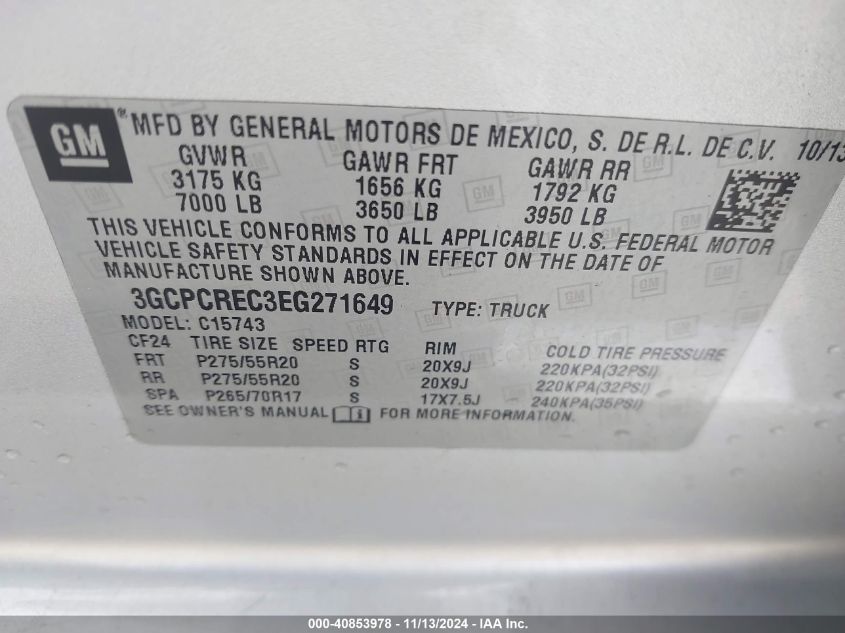 GM ® MFD BY GENERAL MOTORS DE MEXICO, S. DE R.L. DE C.V. 10/13
GVWR GAWR FRT GAWR RR
3175 KG 1656 KG 1792 KG
7000 LB 3650 LB 3950 LB
THIS VEHICLE CONFORMS TO ALL APPLICABLE U.S. FEDERAL MOTOR
VEHICLE SAFETY STANDARDS IN EFFECT ON THE DATE OF
MANUFACTURE SHOWN ABOVE.
3GCPCREC3EG271649 TYPE: TRUCK
MODEL: C15743
CF24 TIRE SIZE SPEED RTG RIM COLD TIRE PRESSURE
FRT P275/55R20 S 20X9J 220KPA(32PSI)
RR P275/55R20 S 20X9J 220KPA(32PSI)
SPA P265/70R17 S 17X7.5J 240KPA(35PSI)
SEE OWNER'S MANUAL FOR MORE INFORMATION.
000-40853978 - 11/13/2024 - IAA Inc.